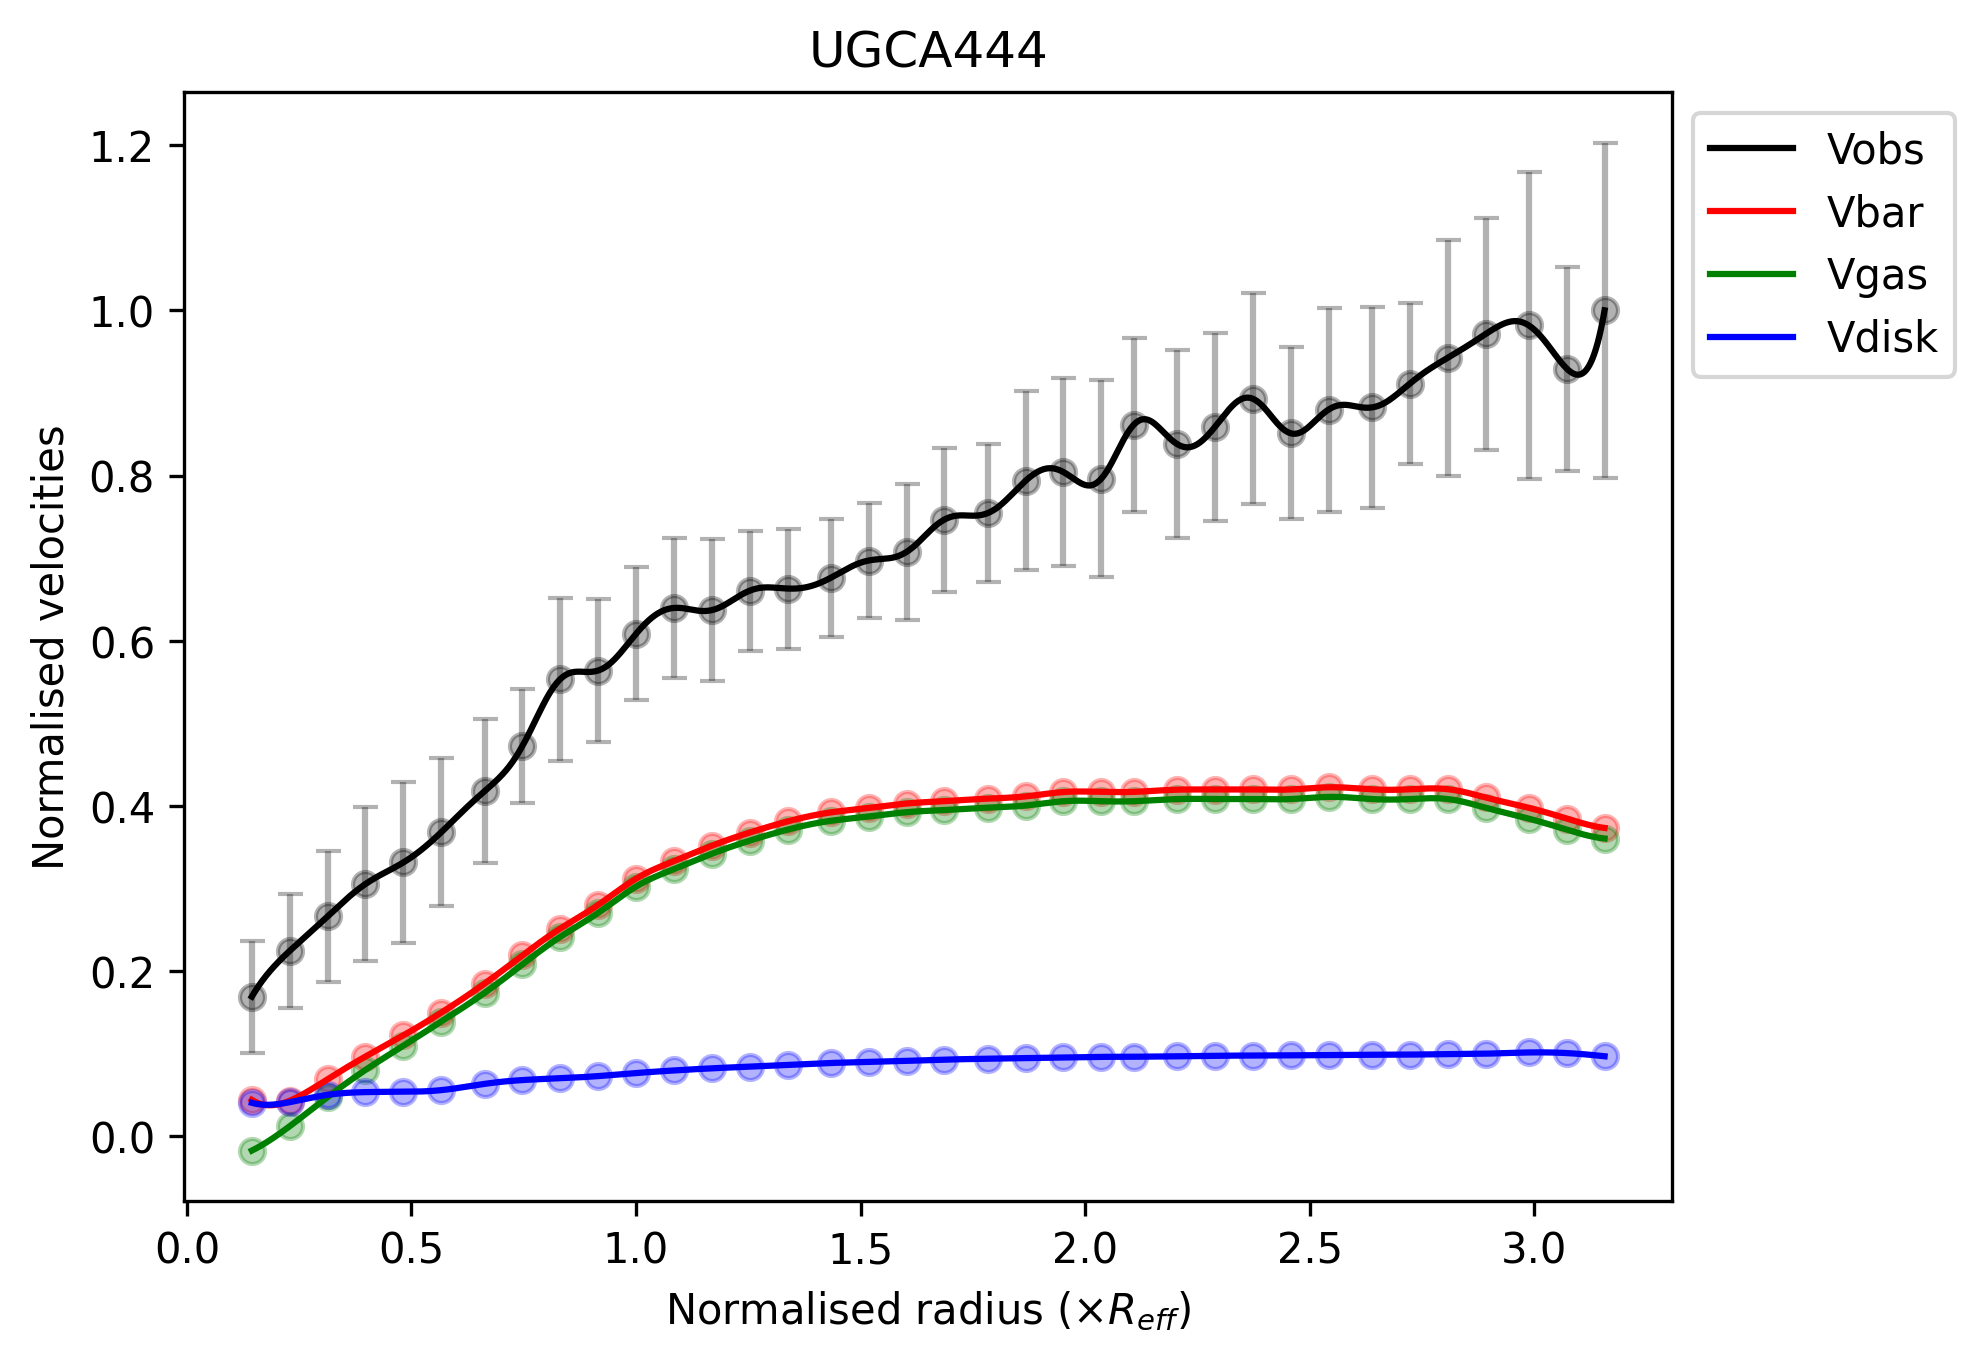 UGCA444
Normalised velocities
1.2
1.0
0.8
0.6
0.4
0.2
0.0
0.0 0.5 1.0 1.5 2.0 2.5 3.0
Normalised radius (×R_eff)
Vobs
Vbar
Vgas
Vdisk